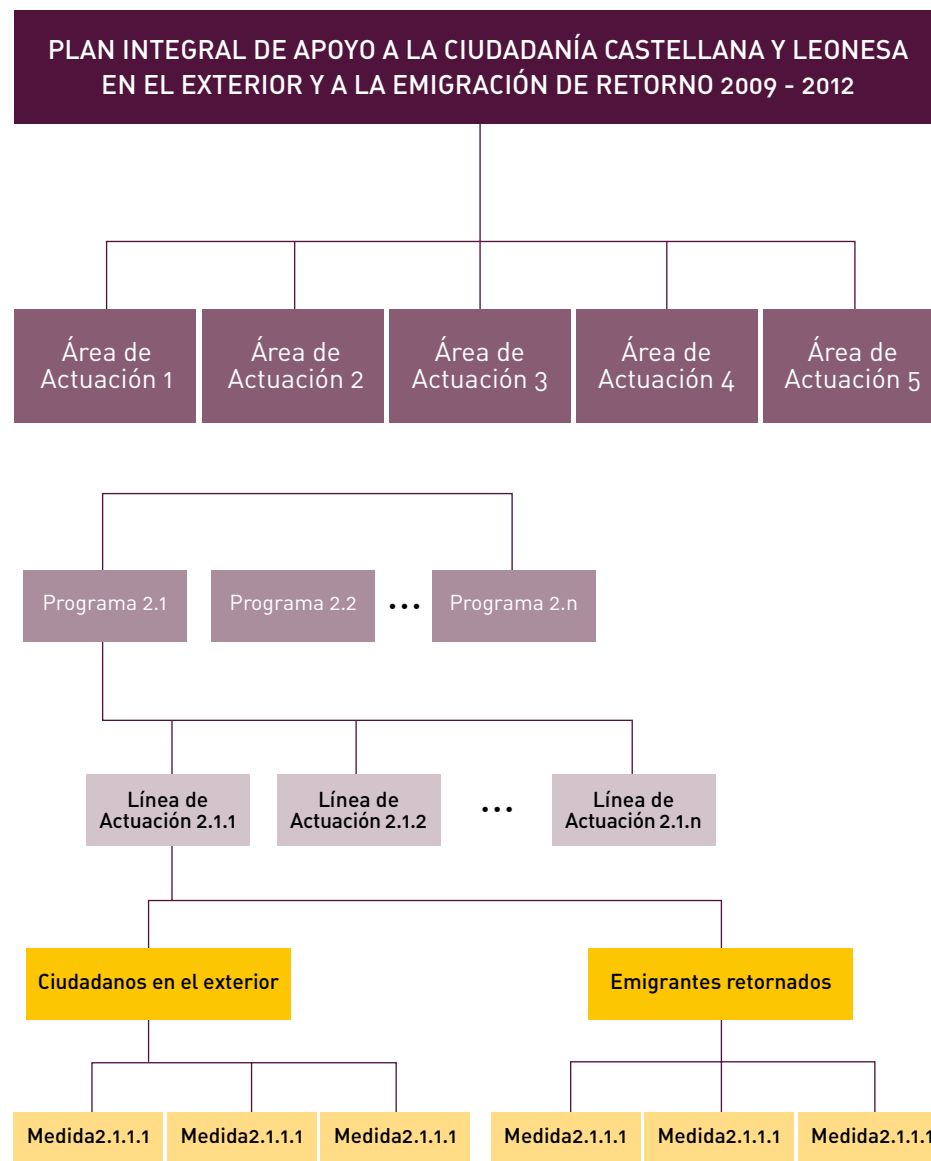 PLAN INTEGRAL DE APOYO A LA CIUDADANÍA CASTELLANA Y LEONESA
EN EL EXTERIOR Y A LA EMIGRACIÓN DE RETORNO 2009 - 2012
Área de
Actuación 1
Área de
Actuación 2
Área de
Actuación 3
Área de
Actuación 4
Área de
Actuación 5
Programa 2.1
Programa 2.2
...
Programa 2.n
Línea de
Actuación 2.1.1
Línea de
Actuación 2.1.2
...
Línea de
Actuación 2.1.n
Ciudadanos en el exterior
Emigrantes retornados
Medida2.1.1.1
Medida2.1.1.1
Medida2.1.1.1
Medida2.1.1.1
Medida2.1.1.1
Medida2.1.1.1